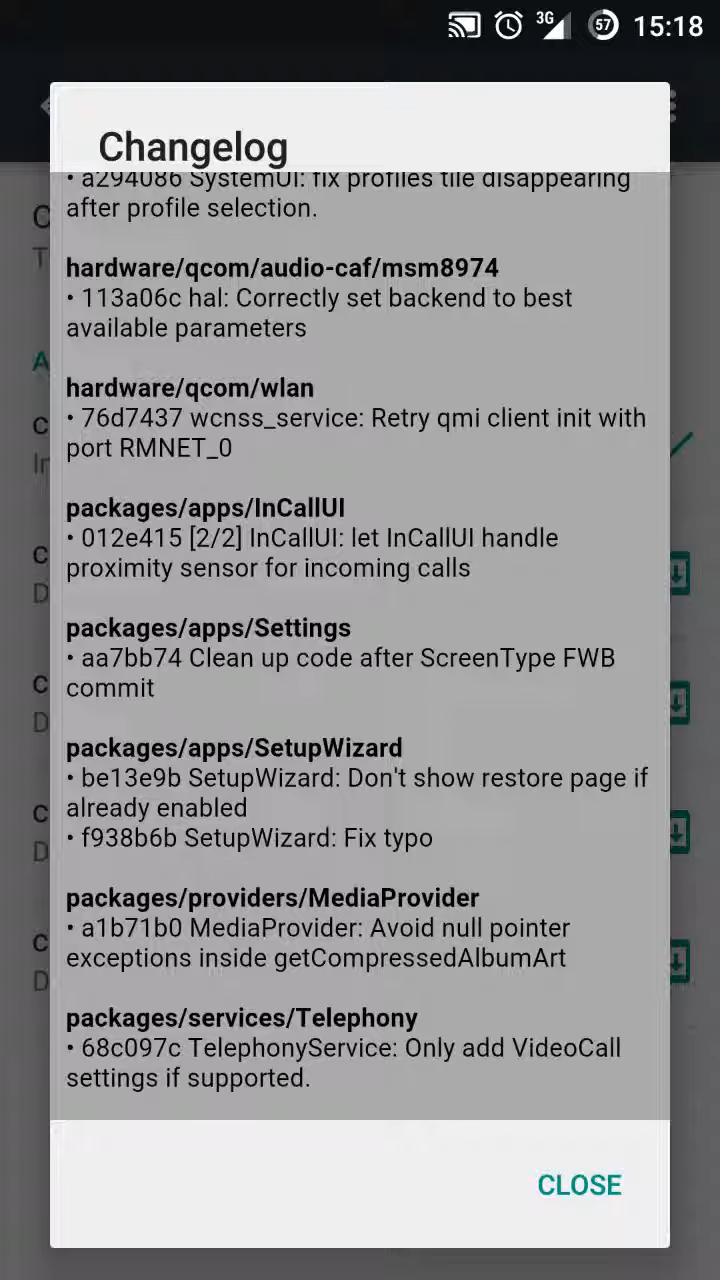 3G
57
15:18
Changelog
• a294086 SystemUI: fix profiles tile disappearing
after profile selection.
hardware/qcom/audio-caf/msm8974
• 113a06c hal: Correctly set backend to best
available parameters
hardware/qcom/wlan
• 76d7437 wcnss_service: Retry qmi client init with
port RMNET_0
packages/apps/InCallUI
• 012e415 [2/2] InCallUI: let InCallUI handle
proximity sensor for incoming calls
packages/apps/Settings
• aa7bb74 Clean up code after ScreenType FWB
commit
packages/apps/SetupWizard
• be13e9b SetupWizard: Don't show restore page if
already enabled
• f938b6b SetupWizard: Fix typo
packages/providers/MediaProvider
• a1b71b0 MediaProvider: Avoid null pointer
exceptions inside getCompressedAlbumArt
packages/services/Telephony
• 68c097c TelephonyService: Only add VideoCall
settings if supported.
CLOSE